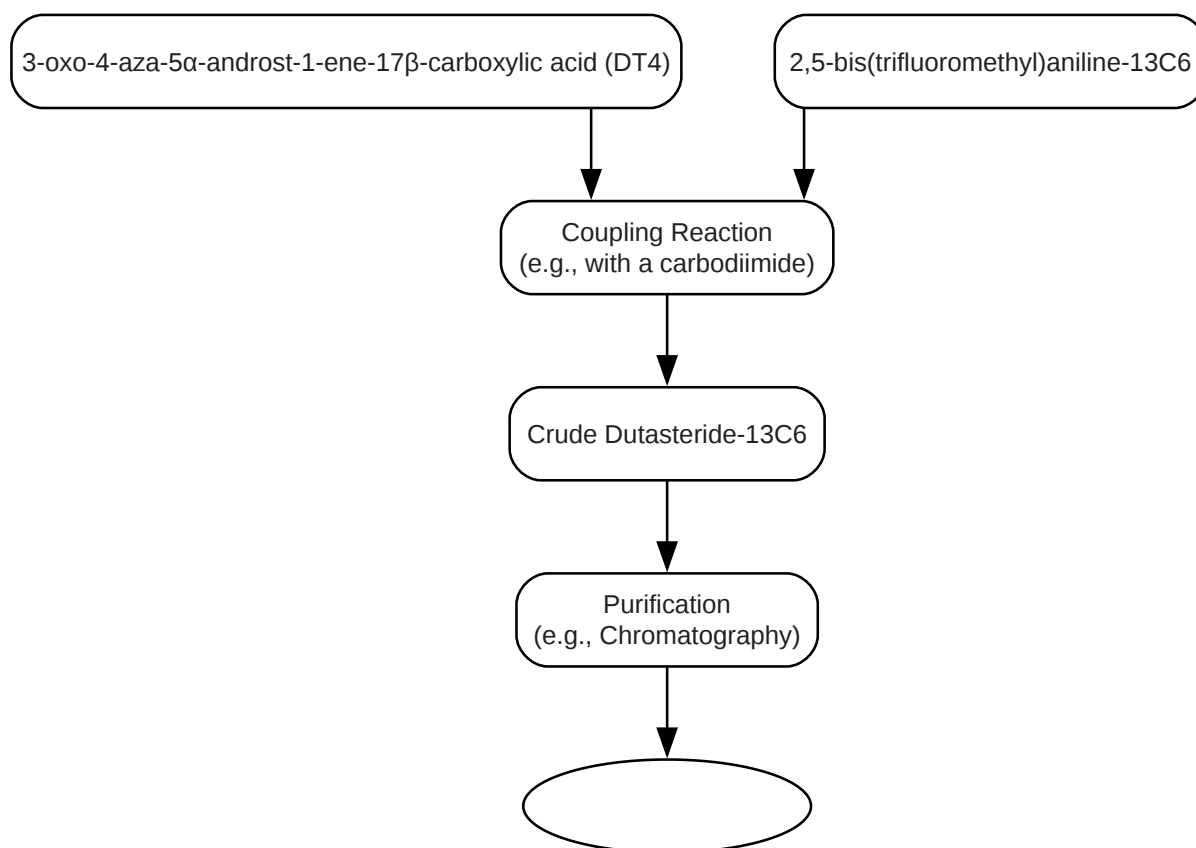 3-oxo-4-aza-5α-androst-1-ene-17β-carboxylic acid (DT4)
2,5-bis(trifluoromethyl)aniline-13C6
Coupling Reaction
(e.g., with a carbodiimide)
Crude Dutasteride-13C6
Purification
(e.g., Chromatography)